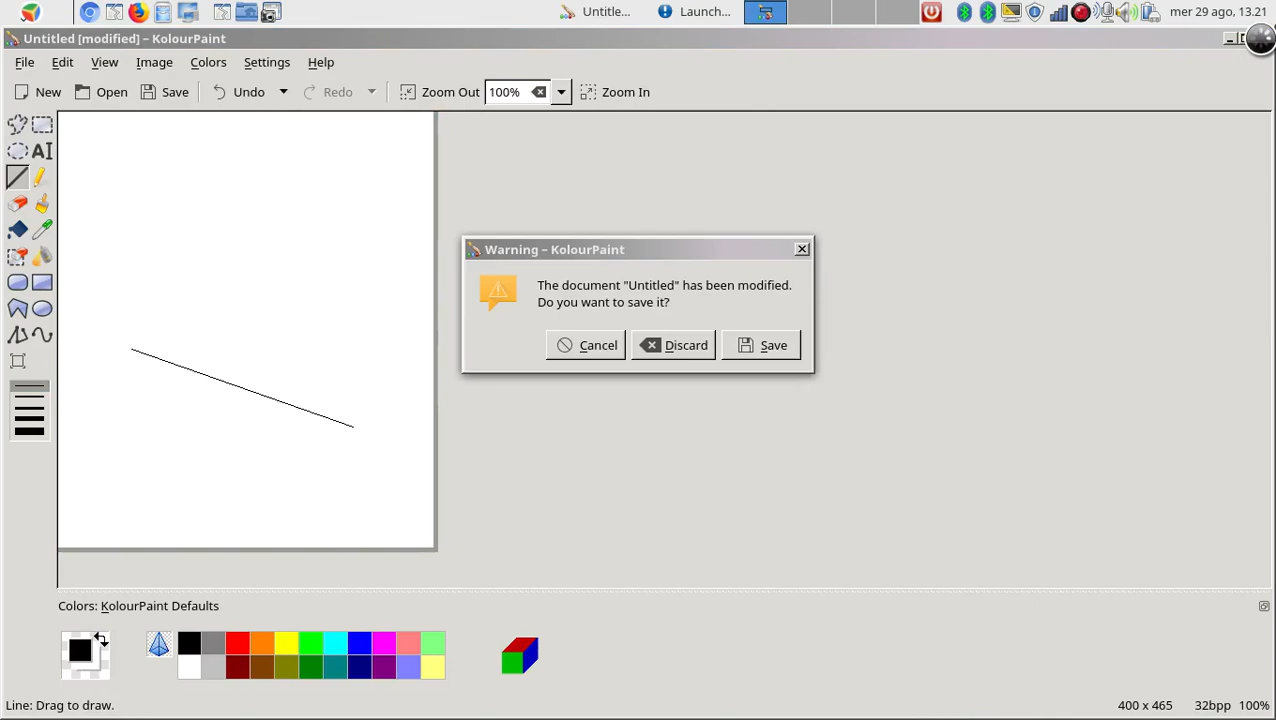 Untitle...
Launch...
mer 29 ago, 13.21
Untitled [modified] – KolourPaint
File Edit View Image Colors Settings Help
New Open Save Undo Redo Zoom Out 100% Zoom In
Warning – KolourPaint
The document "Untitled" has been modified.
Do you want to save it?
Cancel Discard Save
Colors: KolourPaint Defaults
Line: Drag to draw.
400 x 465 32bpp 100%